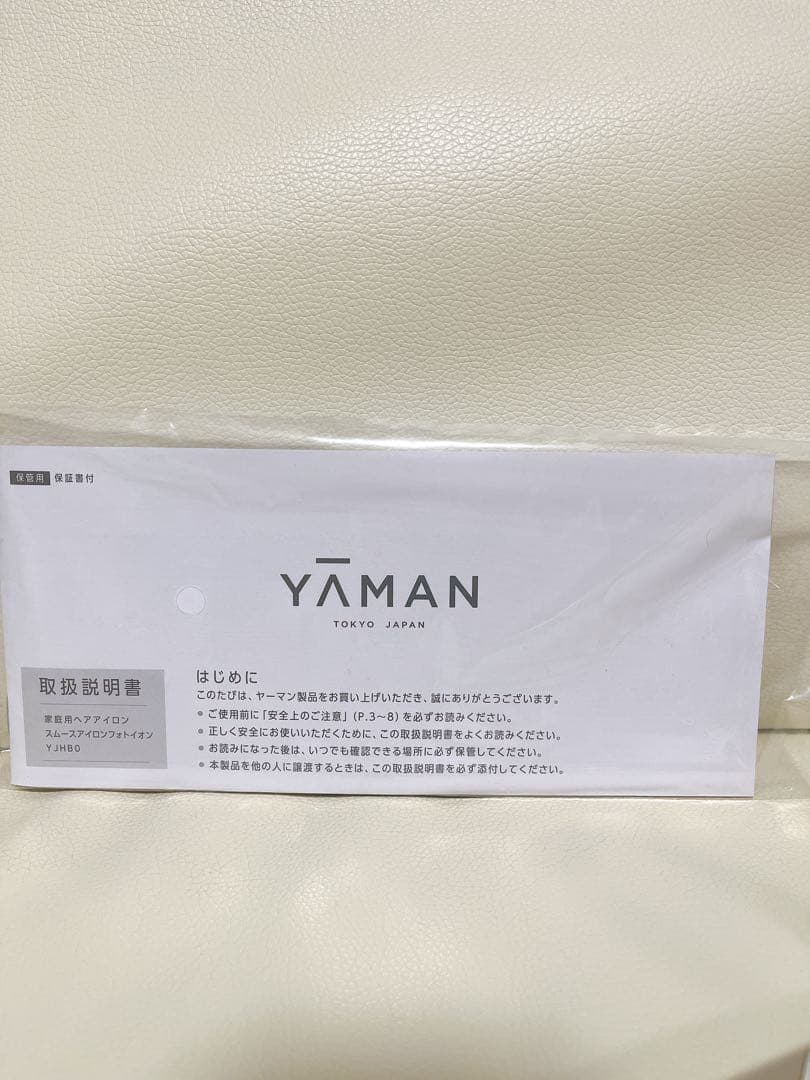 保管用 保証書付
YĀMAN
TOKYO JAPAN
取扱説明書
家庭用ヘアアイロン
スムースアイロンフォトイオン
YJHB0
はじめに
このたびは、ヤーマン製品をお買い上げいただき、誠にありがとうございます。
● ご使用前に「安全上のご注意」(P.3~8)を必ずお読みください。
● 正しく安全にお使いいただくために、この取扱説明書をよくお読みください。
● お読みになった後は、いつでも確認できる場所に必ず保管してください。
● 本製品を他の人に譲渡するときは、この取扱説明書を必ず添付してください。